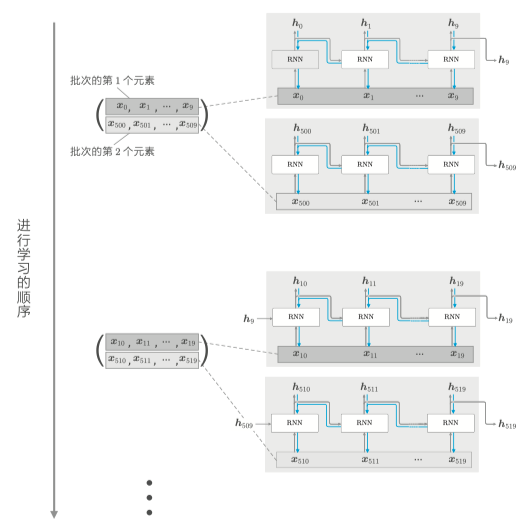 h₀ h₁ h₉
RNN RNN RNN h₉
x₀ x₁ ⋯ x₉
批次的第 1 个元素
x₀, x₁, ⋯, x₉
x₅₀₀, x₅₀₁, ⋯, x₅₀₉
批次的第 2 个元素
h₅₀₀ h₅₀₁ h₅₀₉
RNN RNN RNN h₅₀₉
x₅₀₀ x₅₀₁ ⋯ x₅₀₉
进行学习的顺序
h₁₀ h₁₁ h₁₉
h₉ RNN RNN RNN h₁₉
x₁₀ x₁₁ ⋯ x₁₉
x₁₀, x₁₁, ⋯, x₁₉
x₅₁₀, x₅₁₁, ⋯, x₅₁₉
h₅₁₀ h₅₁₁ h₅₁₉
h₅₀₉ RNN RNN RNN h₅₁₉
x₅₁₀ x₅₁₁ ⋯ x₅₁₉